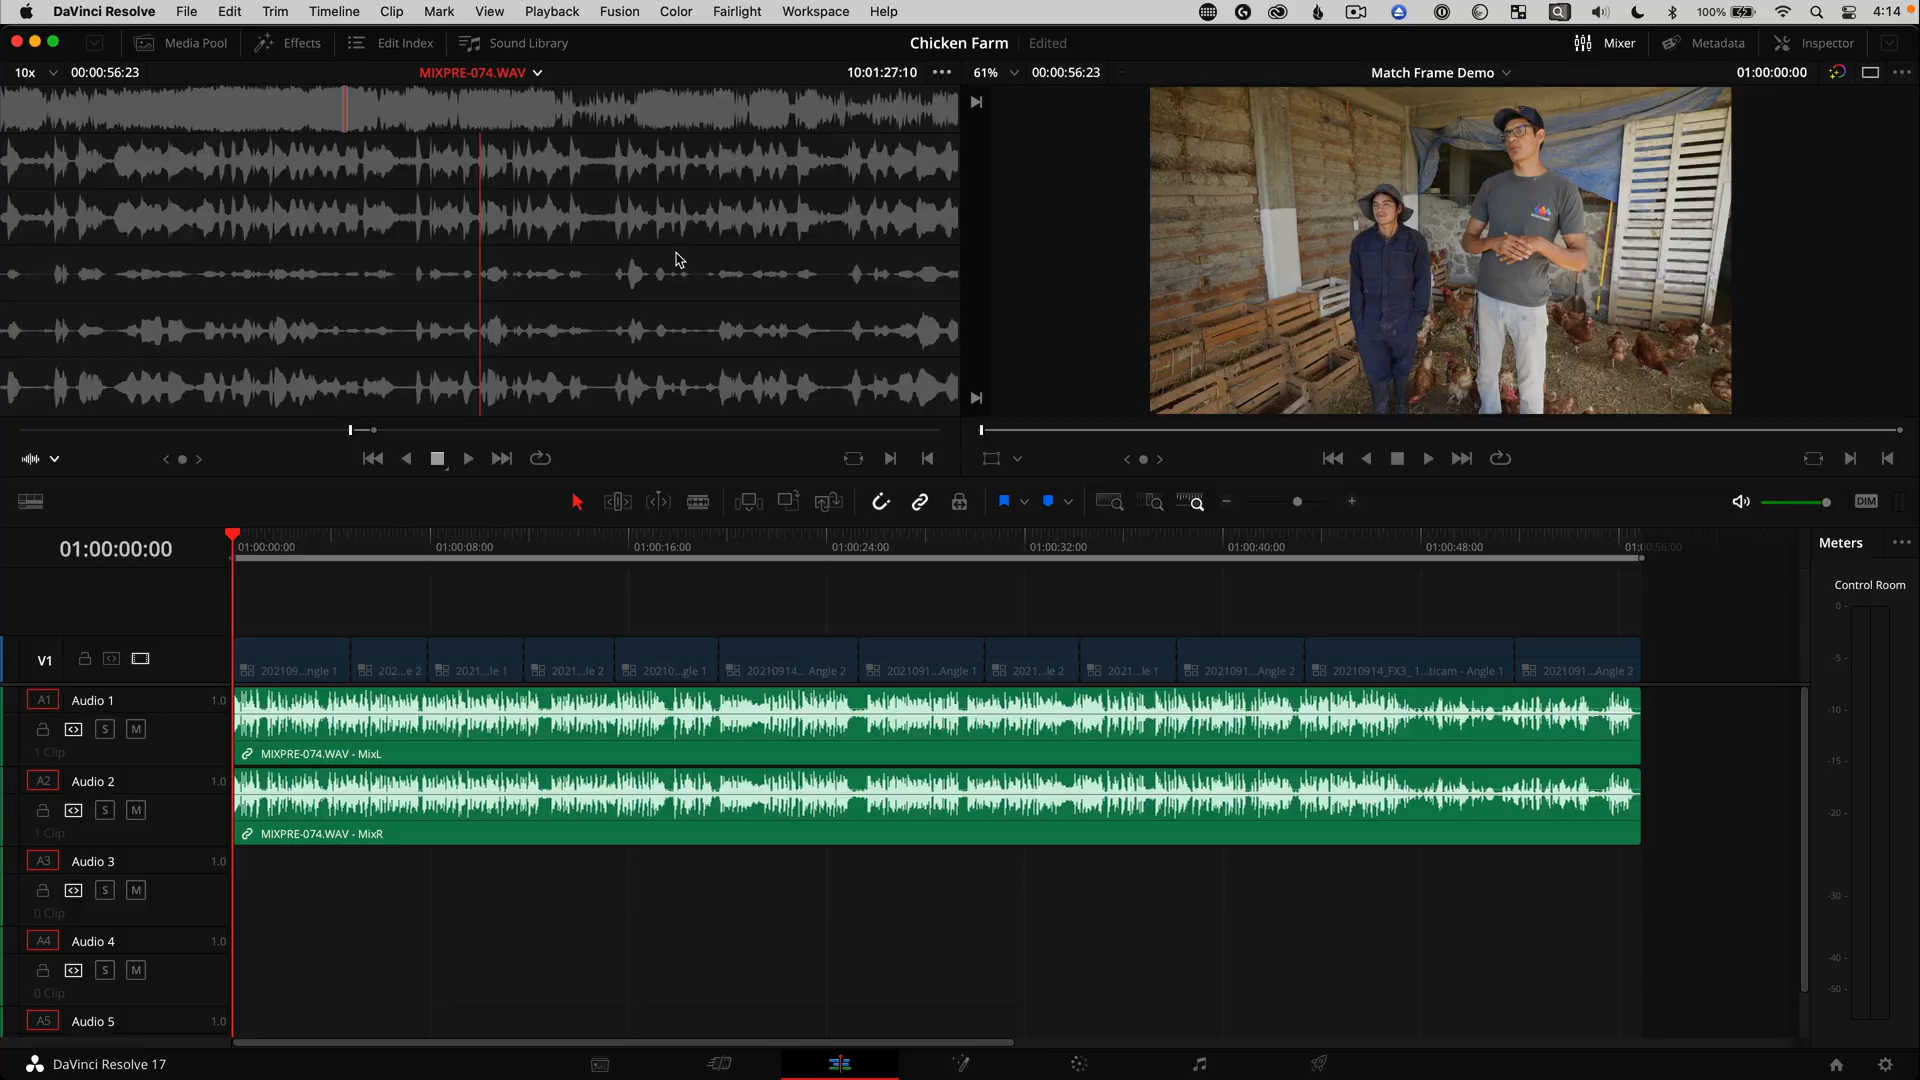 DaVinci Resolve File Edit Trim Timeline Clip Mark View Playback Fusion Color Fairlight Workspace Help 100% 4:14
Media Pool Effects Edit Index Sound Library Chicken Farm Edited Mixer Metadata Inspector
10x 00:00:56:23 MIXPRE-074.WAV 10:01:27:10 61% 00:00:56:23 Match Frame Demo 01:00:00:00
DIM
01:00:00:00 01:00:00:00 01:00:08:00 01:00:16:00 01:00:24:00 01:00:32:00 01:00:40:00 01:00:48:00 01:00:56:00 Meters
Control Room
0
V1 202109...ngle 1 202...e 2 2021...le 1 2021...le 2 20210...gle 1 20210914... Angle 2 2021091...Angle 1 2021...le 2 2021...le 1 2021091...Angle 2 20210914_FX3_1...ticam - Angle 1 2021091...Angle 2 -5
A1 Audio 1 1.0
-10
S M
1 Clip MIXPRE-074.WAV - MixL
-15
A2 Audio 2 1.0
S M -20
1 Clip MIXPRE-074.WAV - MixR
A3 Audio 3 1.0
S M -30
0 Clip
A4 Audio 4 1.0
-40
S M
-50
0 Clip
A5 Audio 5 1.0
DaVinci Resolve 17